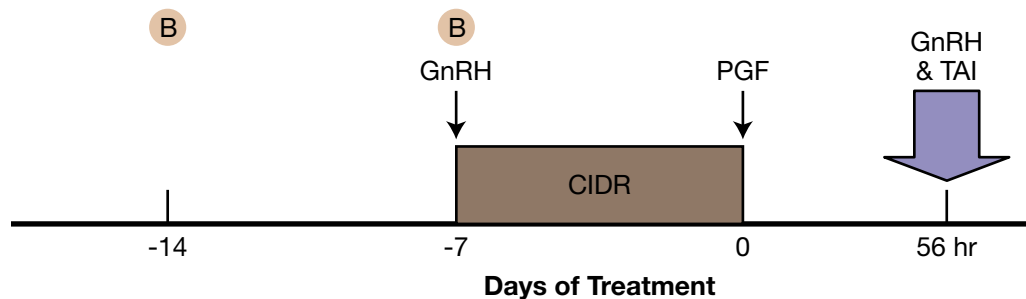 B
B
GnRH
PGF
GnRH
& TAI
CIDR
-14
-7
0
56 hr
Days of Treatment